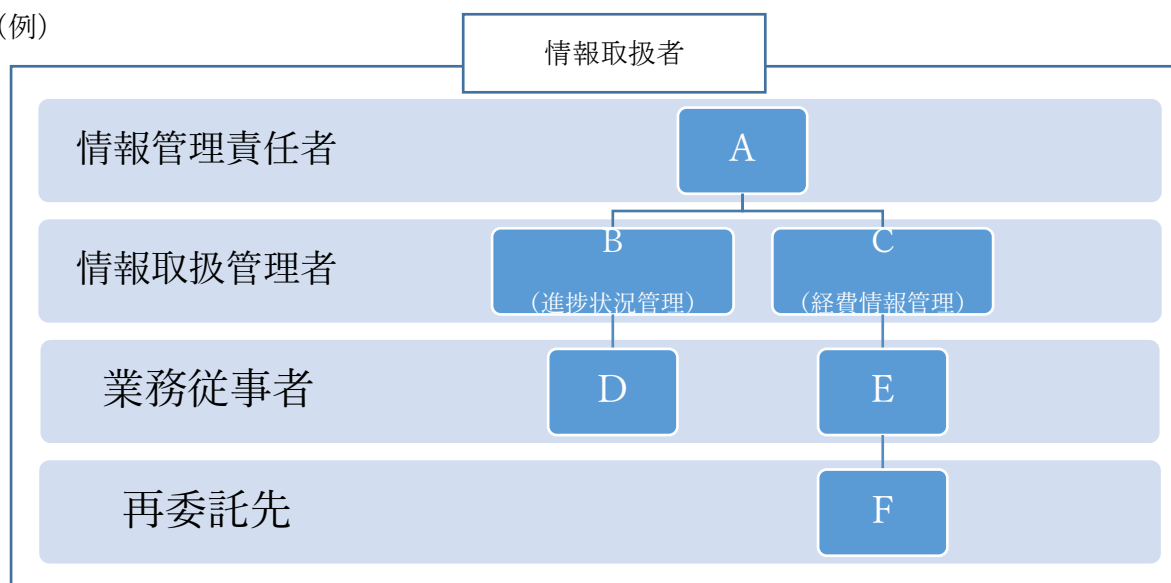 （例）
情報取扱者
情報管理責任者
A
情報取扱管理者
B
（進捗状況管理）
C
（経費情報管理）
業務従事者
D
E
再委託先
F